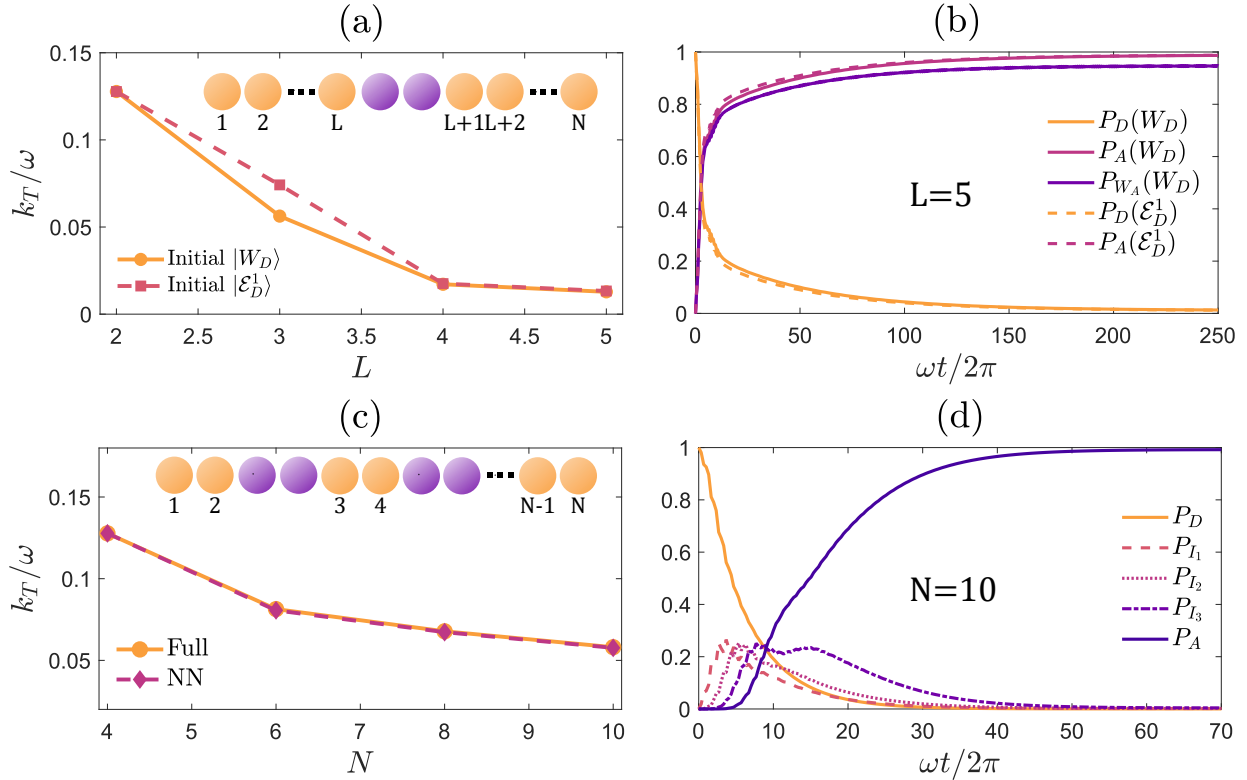 (a)
0.15
0.1
0.05
0
k_T/ω
1 2 L L+1L+2 N
Initial |W_D⟩
Initial |ℰ_D^1⟩
2 2.5 3 3.5 4 4.5 5
L
(b)
1
0.8
0.6
0.4
0.2
0
P_D(W_D)
P_A(W_D)
P_{W_A}(W_D)
P_D(ℰ_D^1)
P_A(ℰ_D^1)
L=5
0 50 100 150 200 250
ωt/2π
(c)
0.15
0.1
0.05
k_T/ω
1 2 3 4 N-1 N
Full
NN
4 5 6 7 8 9 10
N
(d)
1
0.8
0.6
0.4
0.2
0
P_D
P_{I_1}
P_{I_2}
P_{I_3}
P_A
N=10
0 10 20 30 40 50 60 70
ωt/2π